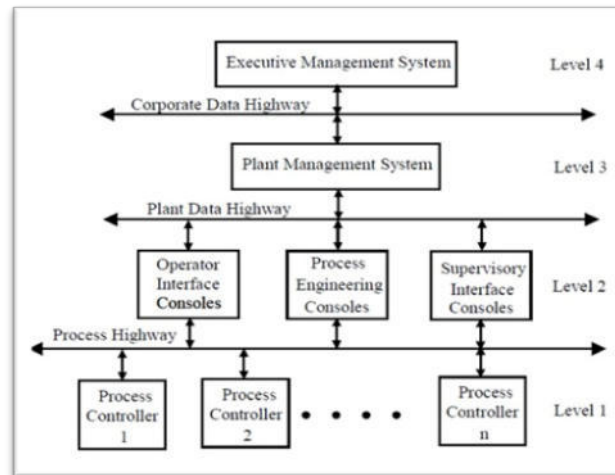 Executive Management System
Level 4
Corporate Data Highway
Plant Management System
Level 3
Plant Data Highway
Operator
Interface
Consoles
Process
Engineering
Consoles
Supervisory
Interface
Consoles
Level 2
Process Highway
Process
Controller
1
Process
Controller
2
Process
Controller
n
Level 1